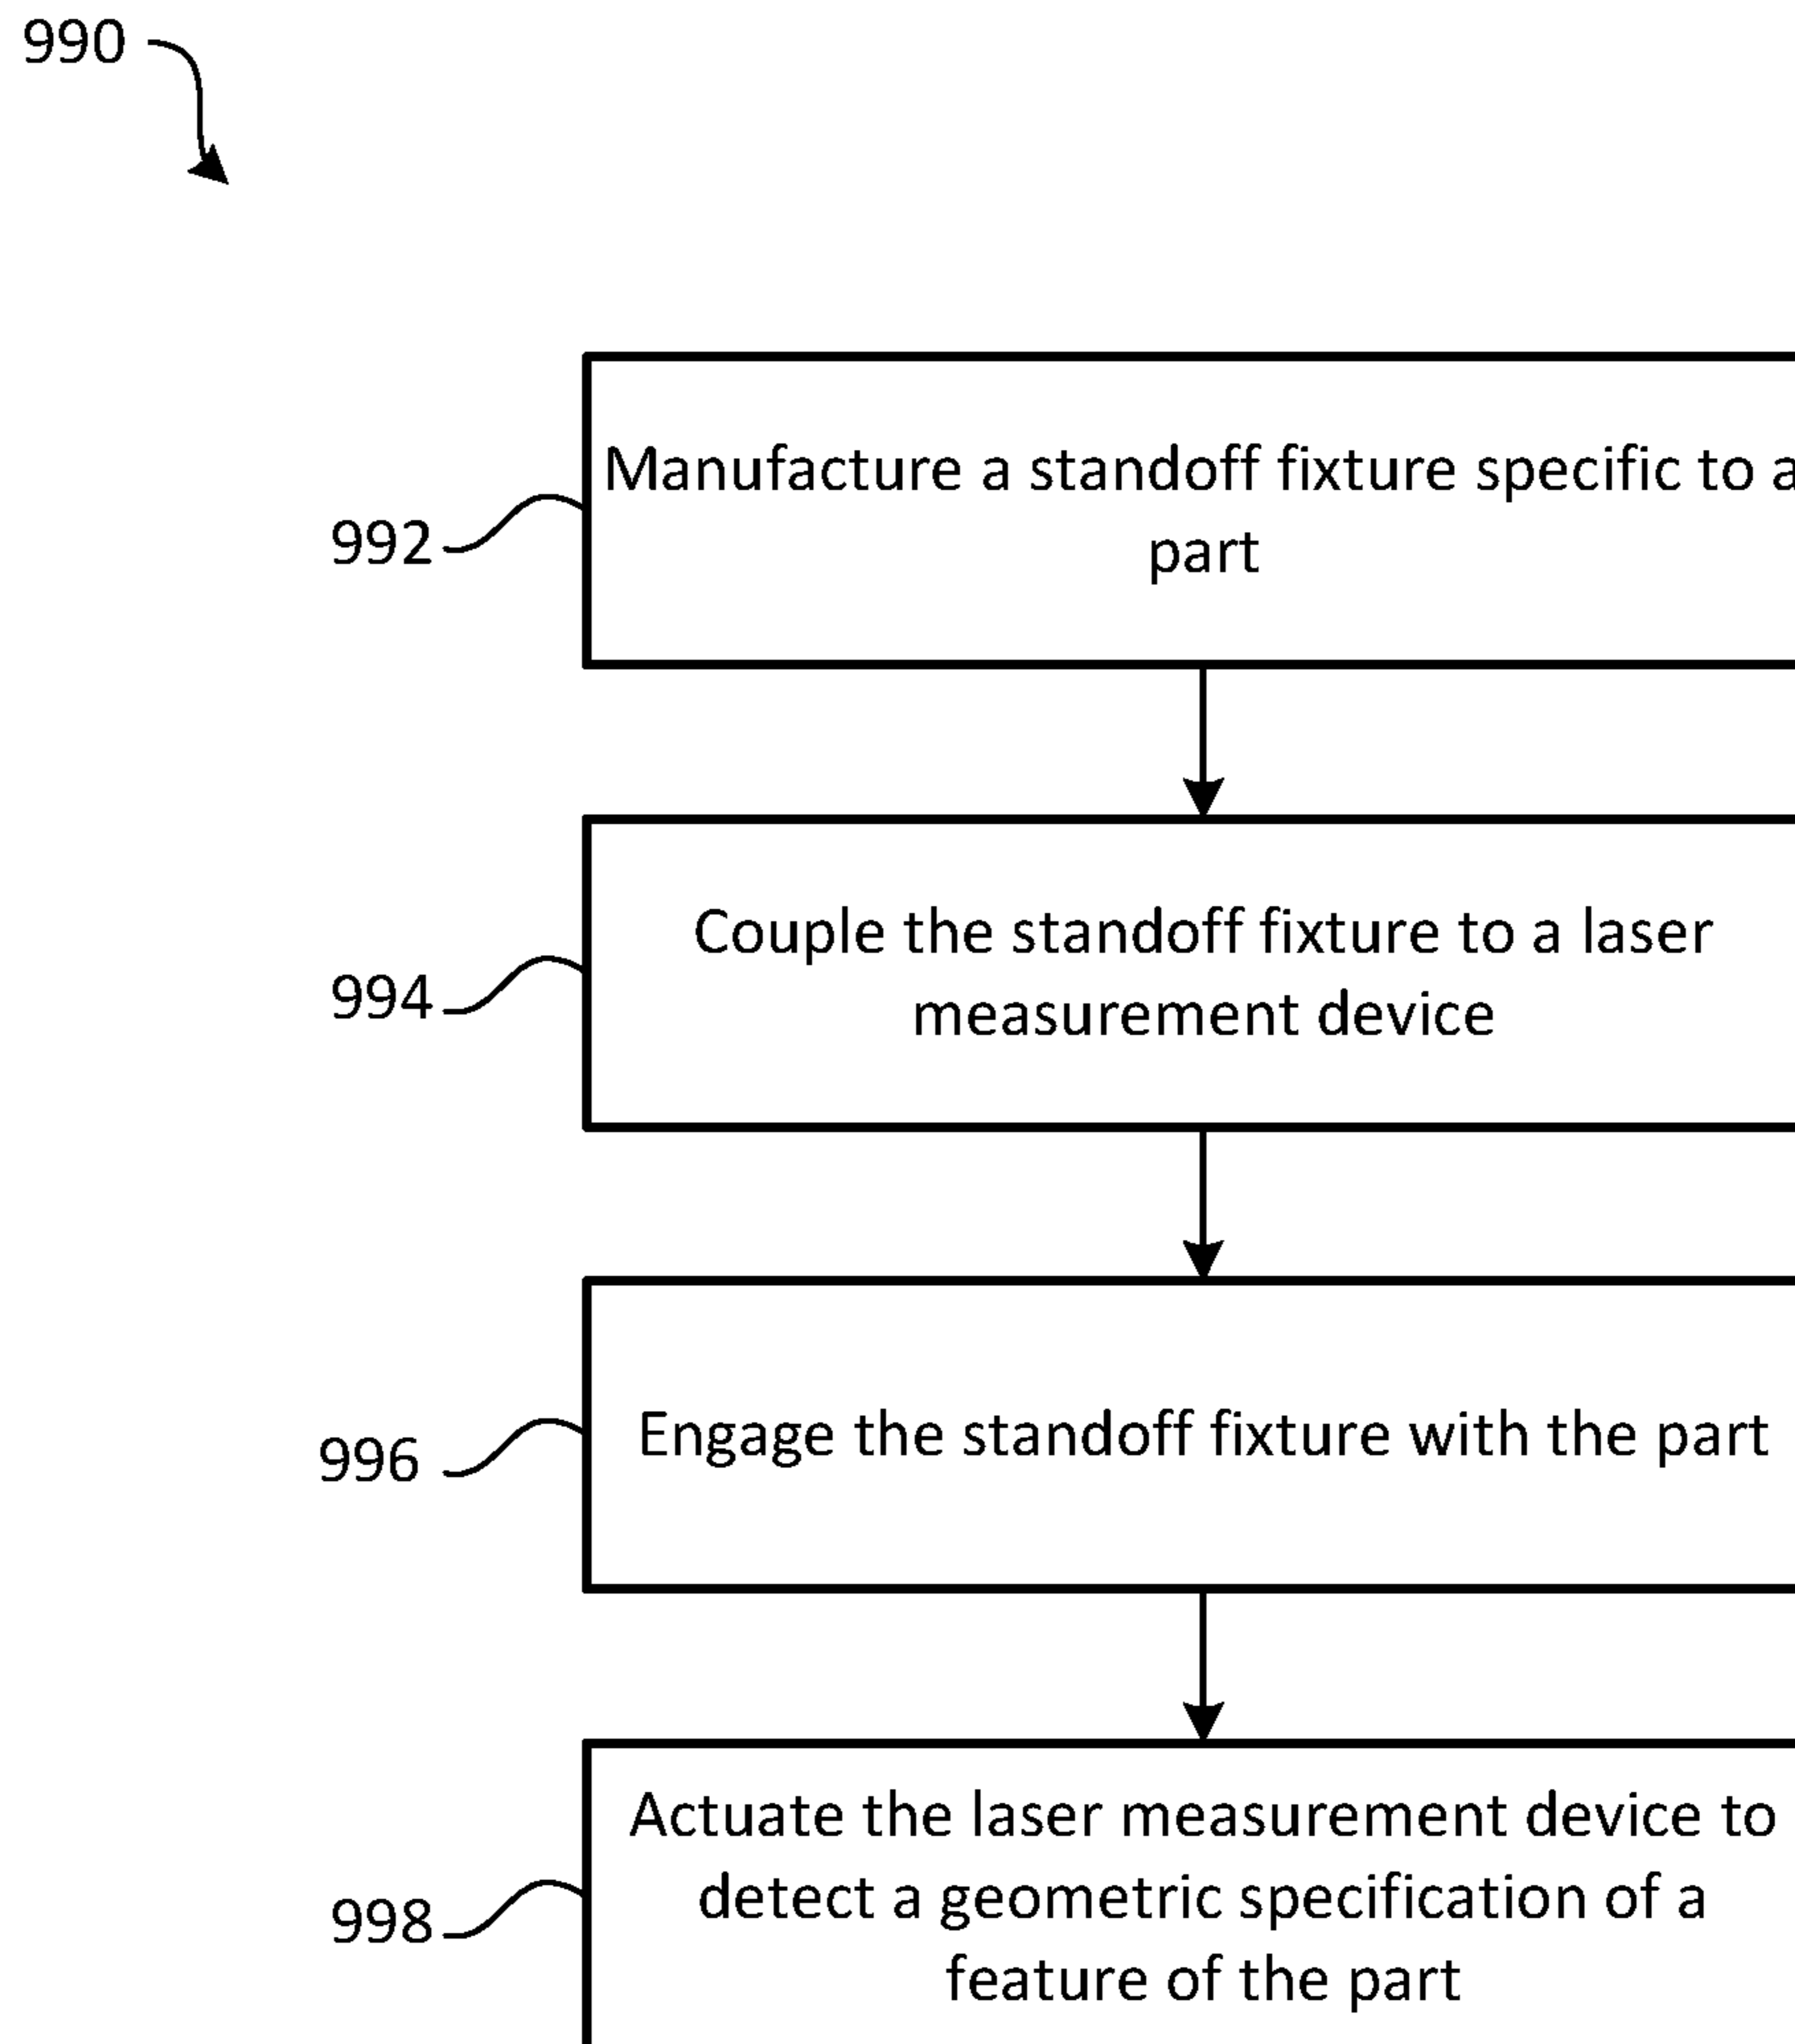 990
Manufacture a standoff fixture specific to a
part
992
Couple the standoff fixture to a laser
measurement device
994
Engage the standoff fixture with the part
996
Actuate the laser measurement device to
detect a geometric specification of a
feature of the part
998